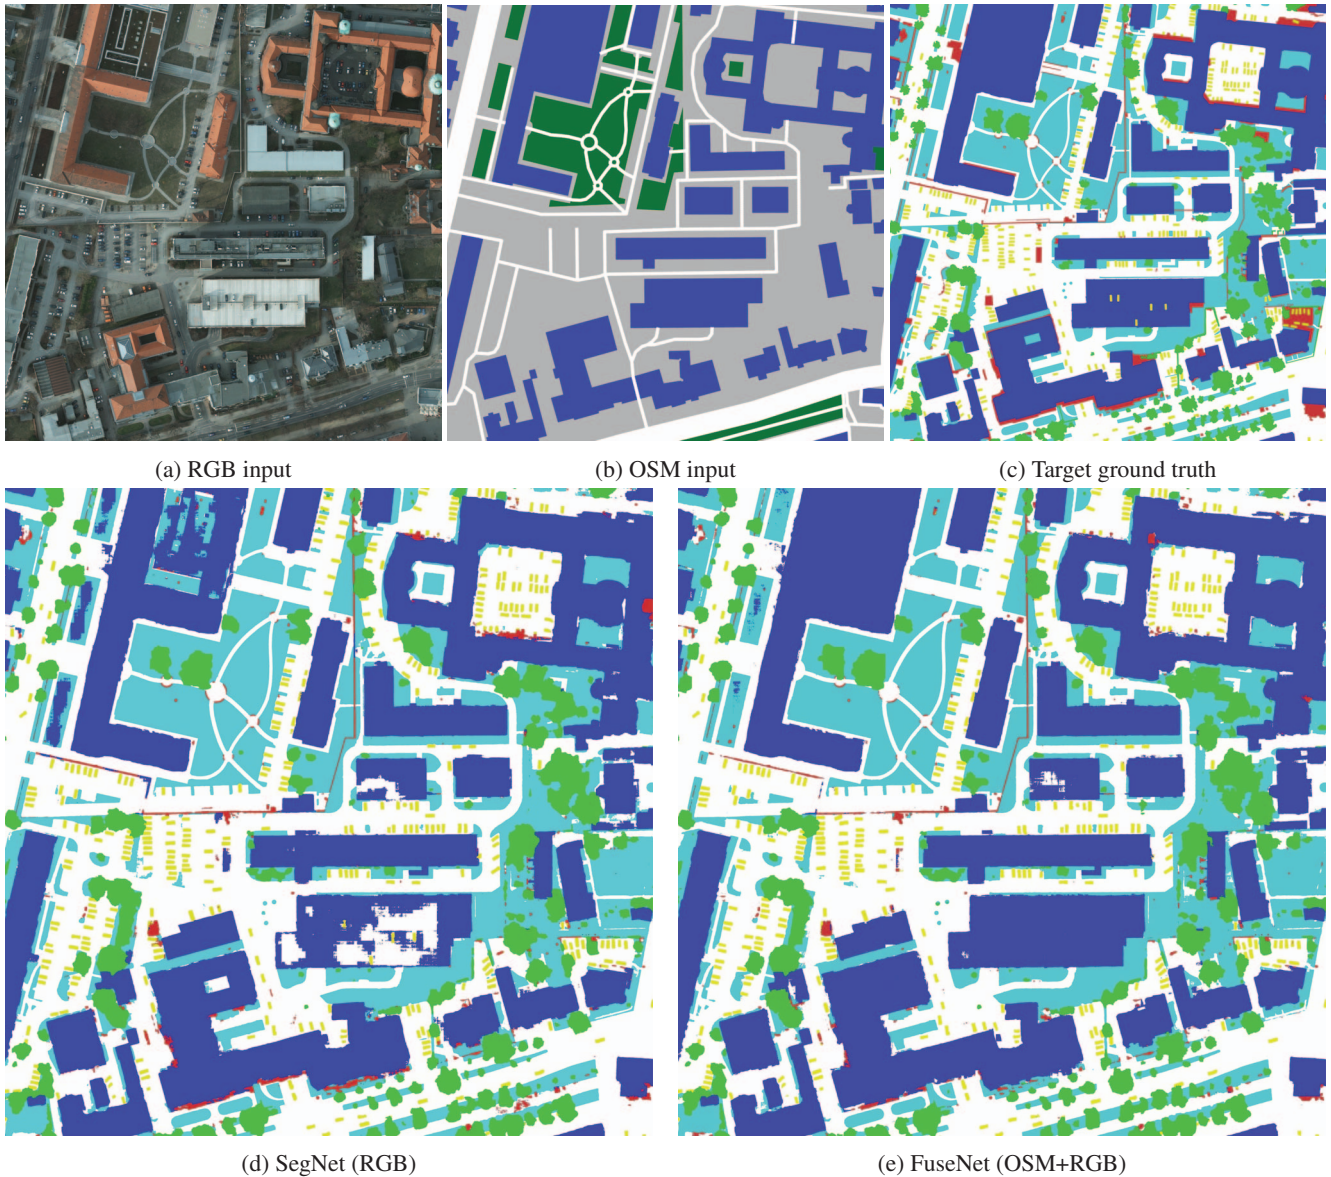 (a) RGB input
(b) OSM input
(c) Target ground truth
(d) SegNet (RGB)
(e) FuseNet (OSM+RGB)